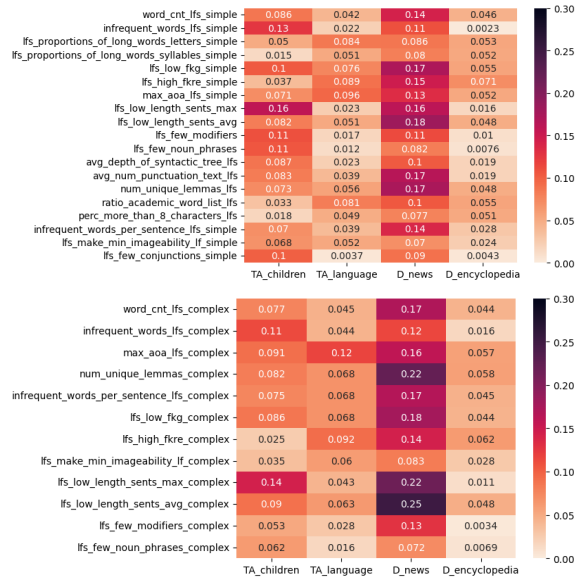 word_cnt_lfs_simple 0.086 0.042 0.14 0.046
infrequent_words_lfs_simple 0.13 0.022 0.11 0.0023
lfs_proportions_of_long_words_letters_simple 0.05 0.084 0.086 0.053
lfs_proportions_of_long_words_syllables_simple 0.015 0.051 0.08 0.052
lfs_low_fkg_simple 0.1 0.076 0.17 0.055
lfs_high_fkre_simple 0.037 0.089 0.15 0.071
max_aoa_lfs_simple 0.071 0.096 0.13 0.052
lfs_low_length_sents_max 0.16 0.023 0.16 0.016
lfs_low_length_sents_avg 0.082 0.051 0.18 0.048
lfs_few_modifiers 0.11 0.017 0.11 0.01
lfs_few_noun_phrases 0.11 0.012 0.082 0.0076
avg_depth_of_syntactic_tree_lfs 0.087 0.023 0.1 0.019
avg_num_punctuation_text_lfs 0.083 0.039 0.17 0.019
num_unique_lemmas_lfs 0.073 0.056 0.17 0.048
ratio_academic_word_list_lfs 0.033 0.081 0.1 0.055
perc_more_than_8_characters_lfs 0.018 0.049 0.077 0.051
infrequent_words_per_sentence_lfs_simple 0.07 0.039 0.14 0.028
lfs_make_min_imageability_lf_simple 0.068 0.052 0.07 0.024
lfs_few_conjunctions_simple 0.1 0.0037 0.09 0.0043
TA_children TA_language D_news D_encyclopedia
0.30
0.25
0.20
0.15
0.10
0.05
0.00
word_cnt_lfs_complex 0.077 0.045 0.17 0.044
infrequent_words_lfs_complex 0.11 0.044 0.12 0.016
max_aoa_lfs_complex 0.091 0.12 0.16 0.057
num_unique_lemmas_complex 0.082 0.068 0.22 0.058
infrequent_words_per_sentence_lfs_complex 0.075 0.068 0.17 0.045
lfs_low_fkg_complex 0.086 0.068 0.18 0.044
lfs_high_fkre_complex 0.025 0.092 0.14 0.062
lfs_make_min_imageability_lf_complex 0.035 0.06 0.083 0.028
lfs_low_length_sents_max_complex 0.14 0.043 0.22 0.011
lfs_low_length_sents_avg_complex 0.09 0.063 0.25 0.048
lfs_few_modifiers_complex 0.053 0.028 0.13 0.0034
lfs_few_noun_phrases_complex 0.062 0.016 0.072 0.0069
TA_children TA_language D_news D_encyclopedia
0.30
0.25
0.20
0.15
0.10
0.05
0.00